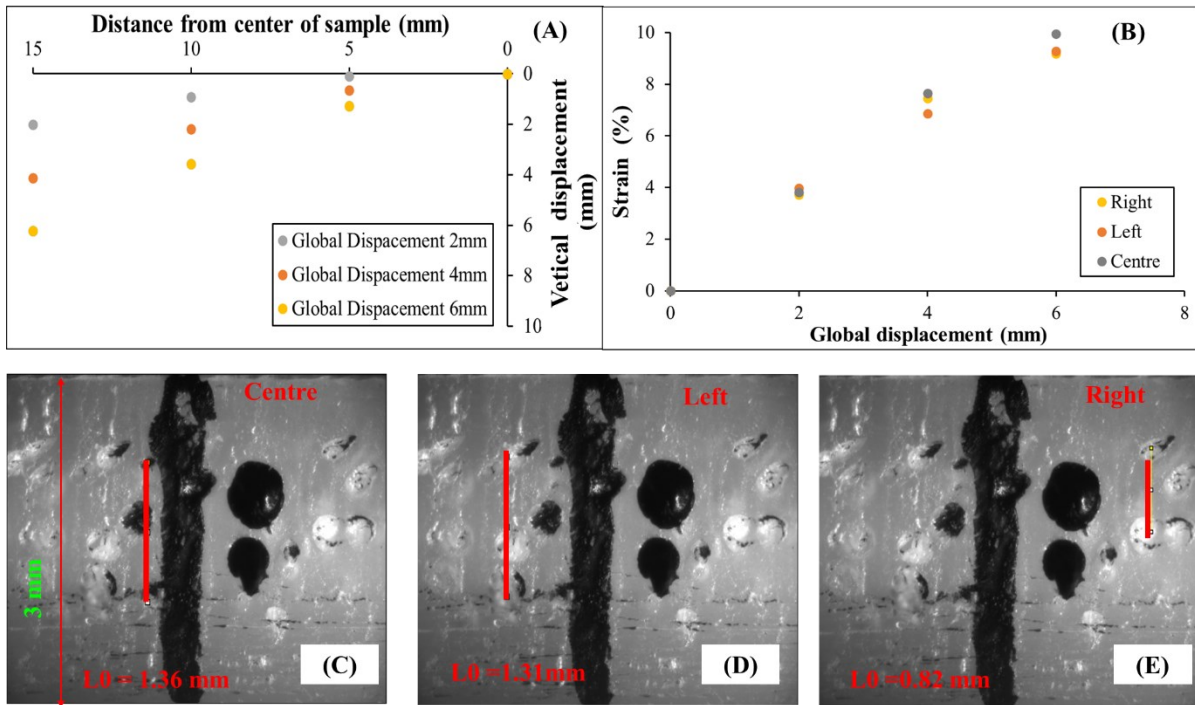 Distance from center of sample (mm)
(A)
15 10 5 0
0
2
4
6
8
10
Vetical displacement
(mm)
Global Dispacement 2mm
Global Dispacement 4mm
Global Dispacement 6mm
(B)
10
8
6
4
2
0
Strain (%)
0 2 4 6 8
Global displacement (mm)
Right
Left
Centre
Centre
3 mm
L0 = 1.36 mm
(C)
Left
L0 =1.31mm
(D)
Right
L0 =0.82 mm
(E)